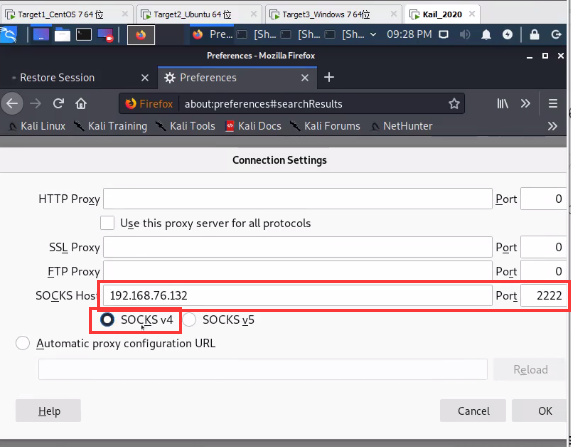 Target1_CentOS 7 64 位 × Target2_Ubuntu 64 位 × Target3_Windows 7 64位 × Kail_2020 ×
Pre… [Sh… [Sh… [Sh… 09:28 PM
Preferences - Mozilla Firefox
Restore Session × Preferences × +
Firefox about:preferences#searchResults
Kali Linux Kali Training Kali Tools Kali Docs Kali Forums NetHunter
Connection Settings
HTTP Proxy Port 0
Use this proxy server for all protocols
SSL Proxy Port 0
FTP Proxy Port 0
SOCKS Host 192.168.76.132 Port 2222
SOCKS v4 SOCKS v5
Automatic proxy configuration URL
Reload
Help Cancel OK